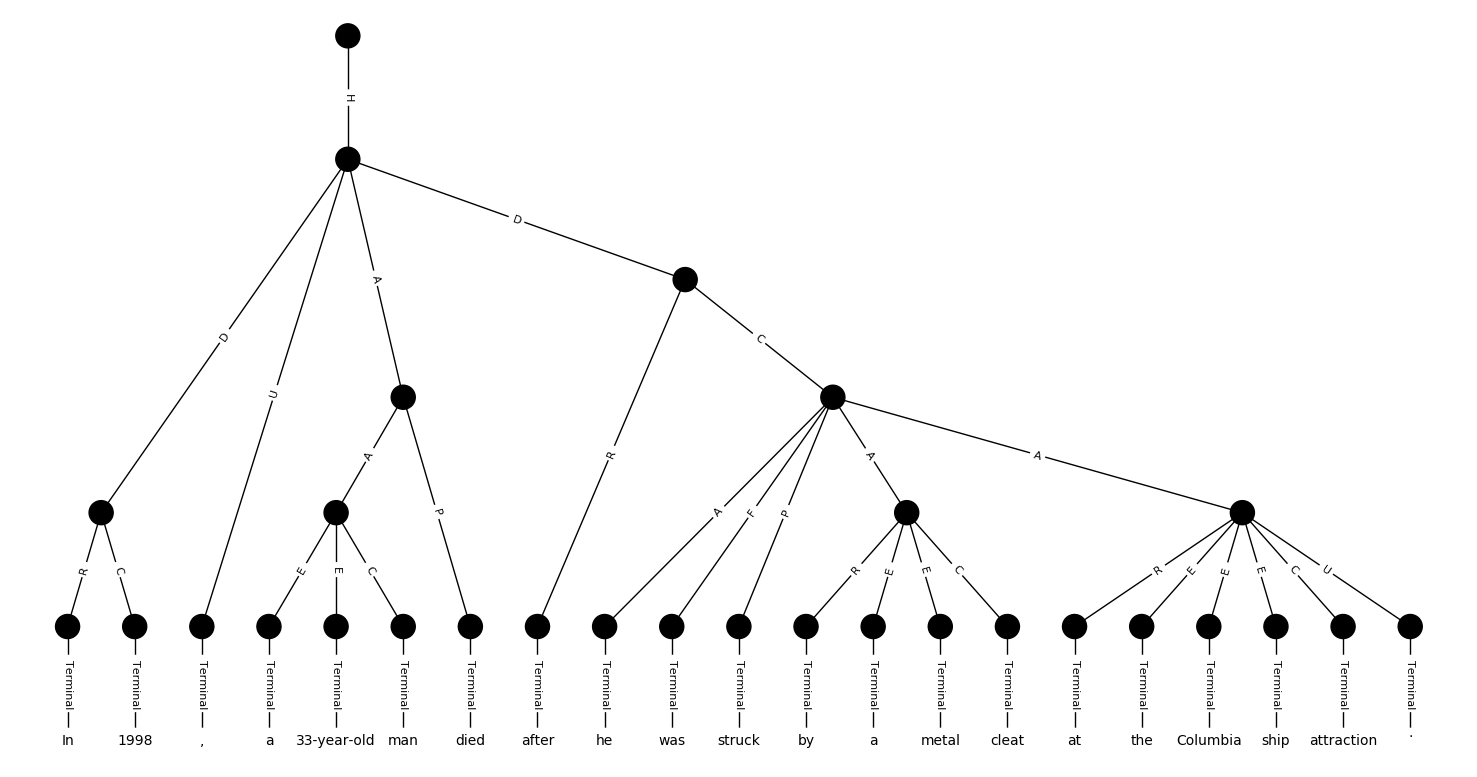 H
D
A
D
C
U
A
R
A
A
A
F
P
P
R
C
E
E
C
R
E
E
C
R
E
E
E
C
U
Terminal Terminal Terminal Terminal Terminal Terminal Terminal Terminal Terminal Terminal Terminal Terminal Terminal Terminal Terminal Terminal Terminal Terminal Terminal Terminal Terminal
In 1998 , a 33-year-old man died after he was struck by a metal cleat at the Columbia ship attraction .